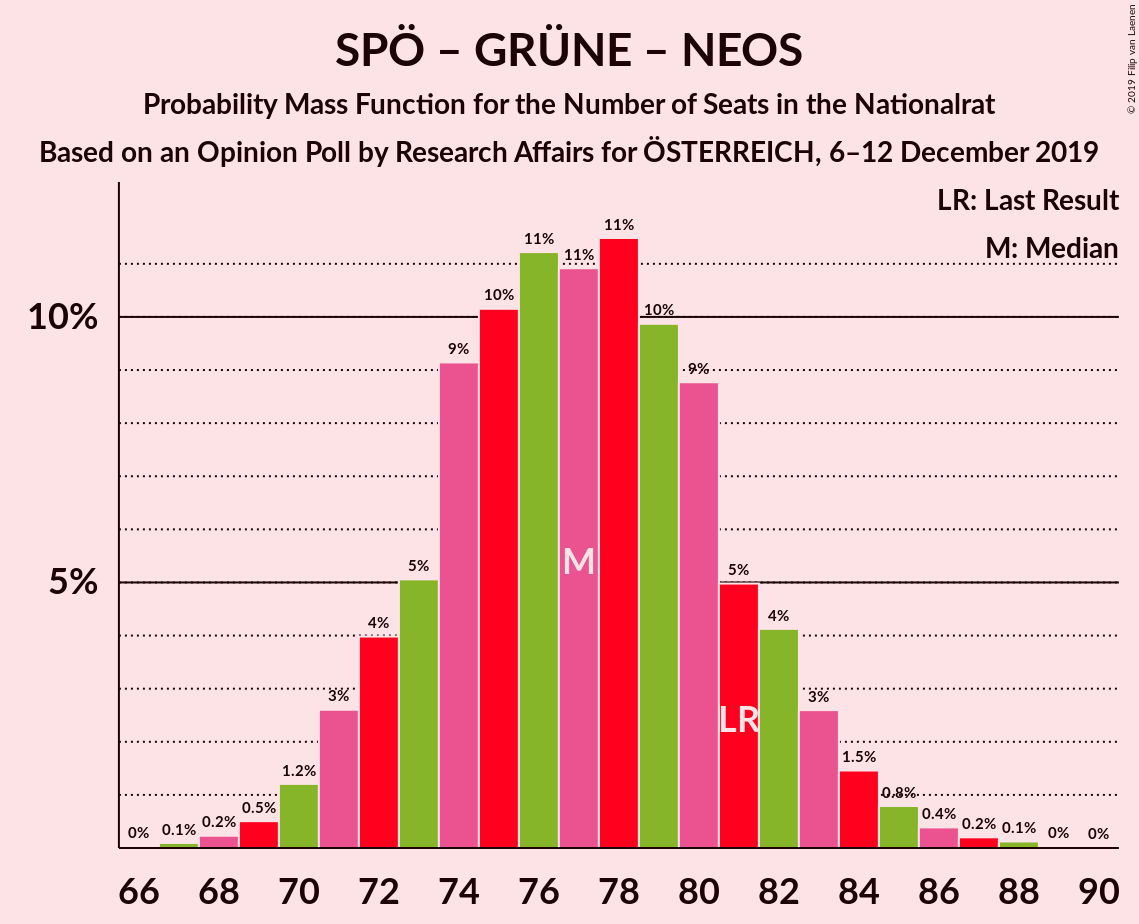 SPÖ – GRÜNE – NEOS
Probability Mass Function for the Number of Seats in the Nationalrat
Based on an Opinion Poll by Research Affairs for ÖSTERREICH, 6–12 December 2019
© 2019 Filip van Laenen
LR: Last Result
M: Median
10%
5%
0% 0.1% 0.2% 0.5% 1.2% 3% 4% 5% 9% 10% 11% 11% 11% 10% 9% 5% 4% 3% 1.5% 0.8% 0.4% 0.2% 0.1% 0% 0%
M
LR
66 68 70 72 74 76 78 80 82 84 86 88 90